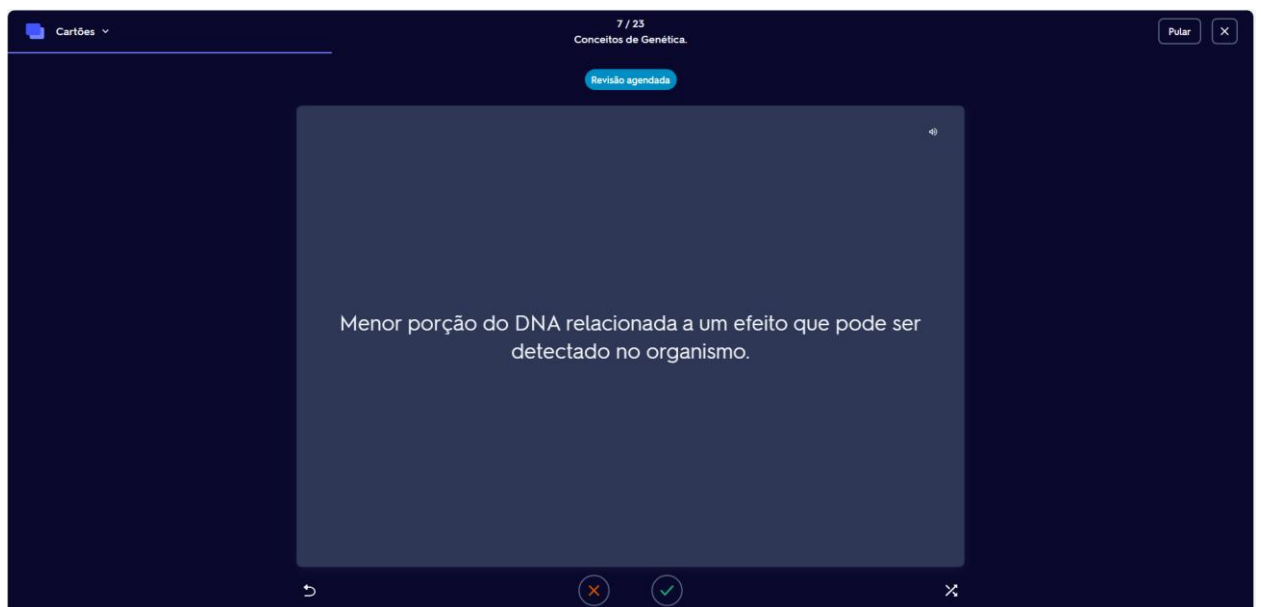 Cartões
7 / 23
Conceitos de Genética.
Pular
Revisão agendada
Menor porção do DNA relacionada a um efeito que pode ser
detectado no organismo.